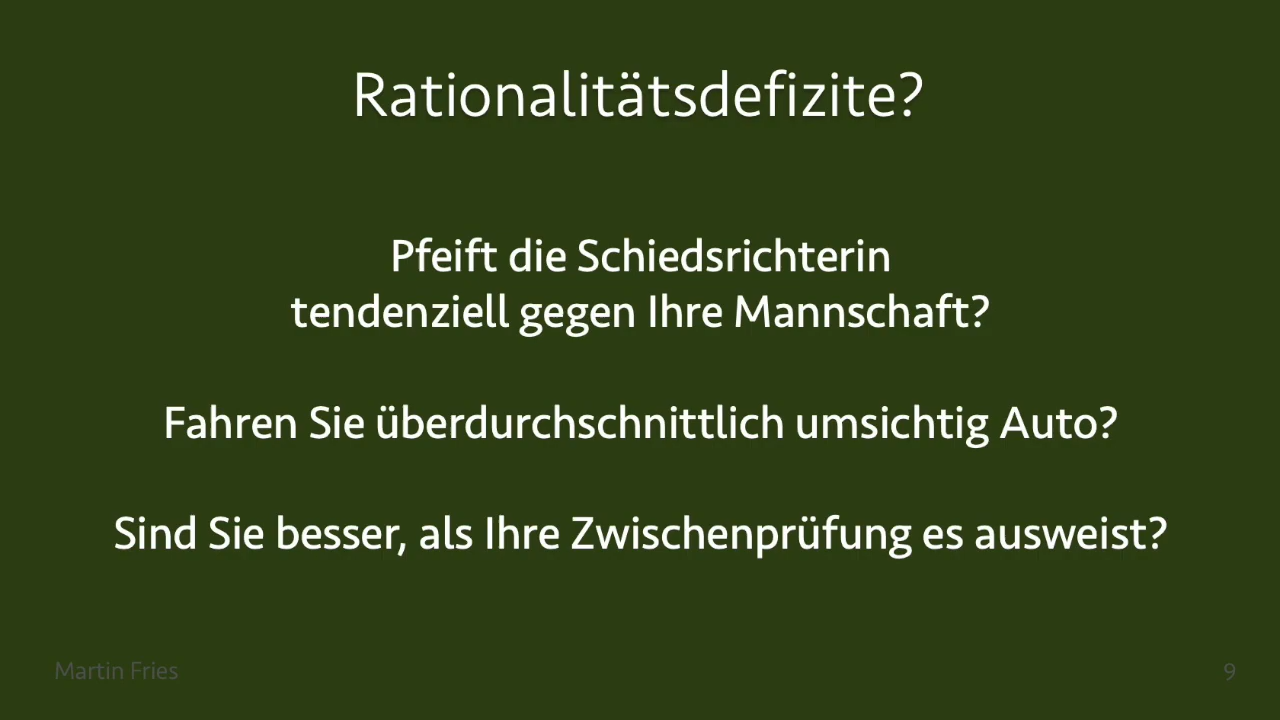 Rationalitätsdefizite?
Pfeift die Schiedsrichterin
tendenziell gegen Ihre Mannschaft?
Fahren Sie überdurchschnittlich umsichtig Auto?
Sind Sie besser, als Ihre Zwischenprüfung es ausweist?
Martin Fries
9